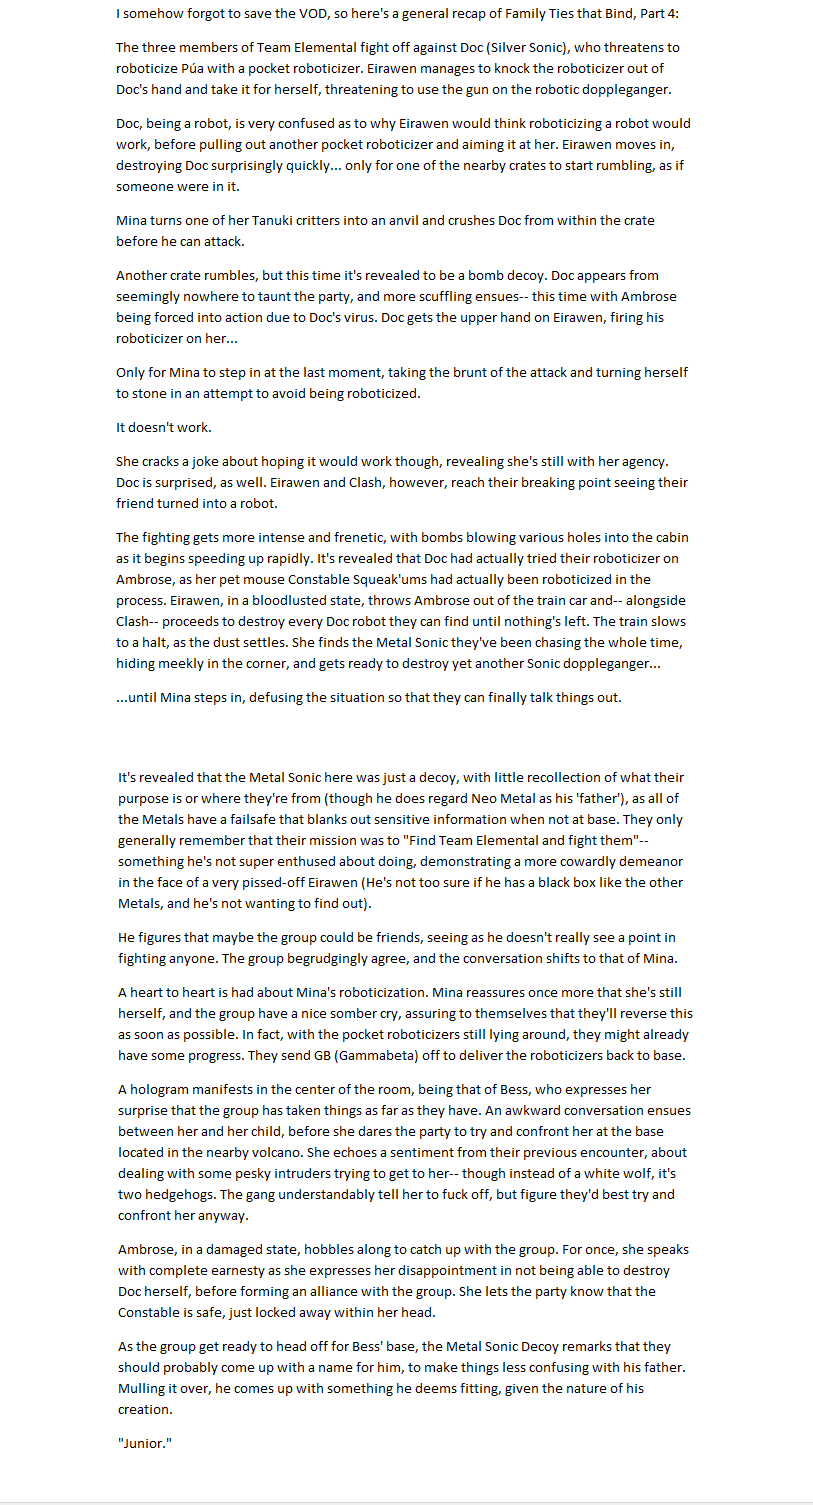 I somehow forgot to save the VOD, so here's a general recap of Family Ties that Bind, Part 4:
The three members of Team Elemental fight off against Doc (Silver Sonic), who threatens to
roboticize Púa with a pocket roboticizer. Eirawen manages to knock the roboticizer out of
Doc's hand and take it for herself, threatening to use the gun on the robotic doppleganger.
Doc, being a robot, is very confused as to why Eirawen would think roboticizing a robot would
work, before pulling out another pocket roboticizer and aiming it at her. Eirawen moves in,
destroying Doc surprisingly quickly... only for one of the nearby crates to start rumbling, as if
someone were in it.
Mina turns one of her Tanuki critters into an anvil and crushes Doc from within the crate
before he can attack.
Another crate rumbles, but this time it's revealed to be a bomb decoy. Doc appears from
seemingly nowhere to taunt the party, and more scuffling ensues-- this time with Ambrose
being forced into action due to Doc's virus. Doc gets the upper hand on Eirawen, firing his
roboticizer on her...
Only for Mina to step in at the last moment, taking the brunt of the attack and turning herself
to stone in an attempt to avoid being roboticized.
It doesn't work.
She cracks a joke about hoping it would work though, revealing she's still with her agency.
Doc is surprised, as well. Eirawen and Clash, however, reach their breaking point seeing their
friend turned into a robot.
The fighting gets more intense and frenetic, with bombs blowing various holes into the cabin
as it begins speeding up rapidly. It's revealed that Doc had actually tried their roboticizer on
Ambrose, as her pet mouse Constable Squeak'ums had actually been roboticized in the
process. Eirawen, in a bloodlusted state, throws Ambrose out of the train car and-- alongside
Clash-- proceeds to destroy every Doc robot they can find until nothing's left. The train slows
to a halt, as the dust settles. She finds the Metal Sonic they've been chasing the whole time,
hiding meekly in the corner, and gets ready to destroy yet another Sonic doppleganger...
...until Mina steps in, defusing the situation so that they can finally talk things out.
It's revealed that the Metal Sonic here was just a decoy, with little recollection of what their
purpose is or where they're from (though he does regard Neo Metal as his 'father'), as all of
the Metals have a failsafe that blanks out sensitive information when not at base. They only
generally remember that their mission was to "Find Team Elemental and fight them"--
something he's not super enthused about doing, demonstrating a more cowardly demeanor
in the face of a very pissed-off Eirawen (He's not too sure if he has a black box like the other
Metals, and he's not wanting to find out).
He figures that maybe the group could be friends, seeing as he doesn't really see a point in
fighting anyone. The group begrudgingly agree, and the conversation shifts to that of Mina.
A heart to heart is had about Mina's roboticization. Mina reassures once more that she's still
herself, and the group have a nice somber cry, assuring to themselves that they'll reverse this
as soon as possible. In fact, with the pocket roboticizers still lying around, they might already
have some progress. They send GB (Gammabeta) off to deliver the roboticizers back to base.
A hologram manifests in the center of the room, being that of Bess, who expresses her
surprise that the group has taken things as far as they have. An awkward conversation ensues
between her and her child, before she dares the party to try and confront her at the base
located in the nearby volcano. She echoes a sentiment from their previous encounter, about
dealing with some pesky intruders trying to get to her-- though instead of a white wolf, it's
two hedgehogs. The gang understandably tell her to fuck off, but figure they'd best try and
confront her anyway.
Ambrose, in a damaged state, hobbles along to catch up with the group. For once, she speaks
with complete earnesty as she expresses her disappointment in not being able to destroy
Doc herself, before forming an alliance with the group. She lets the party know that the
Constable is safe, just locked away within her head.
As the group get ready to head off for Bess' base, the Metal Sonic Decoy remarks that they
should probably come up with a name for him, to make things less confusing with his father.
Mulling it over, he comes up with something he deems fitting, given the nature of his
creation.
"Junior."